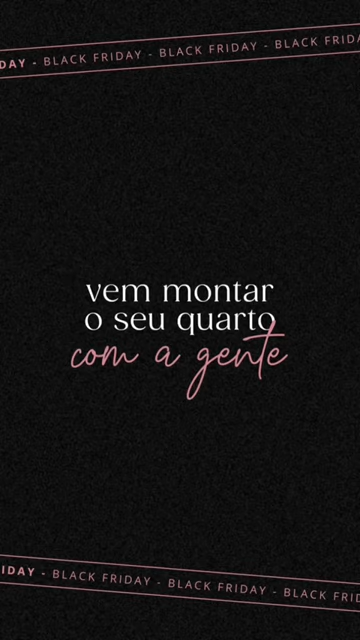 DAY - BLACK FRIDAY - BLACK FRIDAY - BLACK FRIDA
vem montar
o seu quarto
com a gente
IDAY - BLACK FRIDAY - BLACK FRIDAY - BLACK FRID